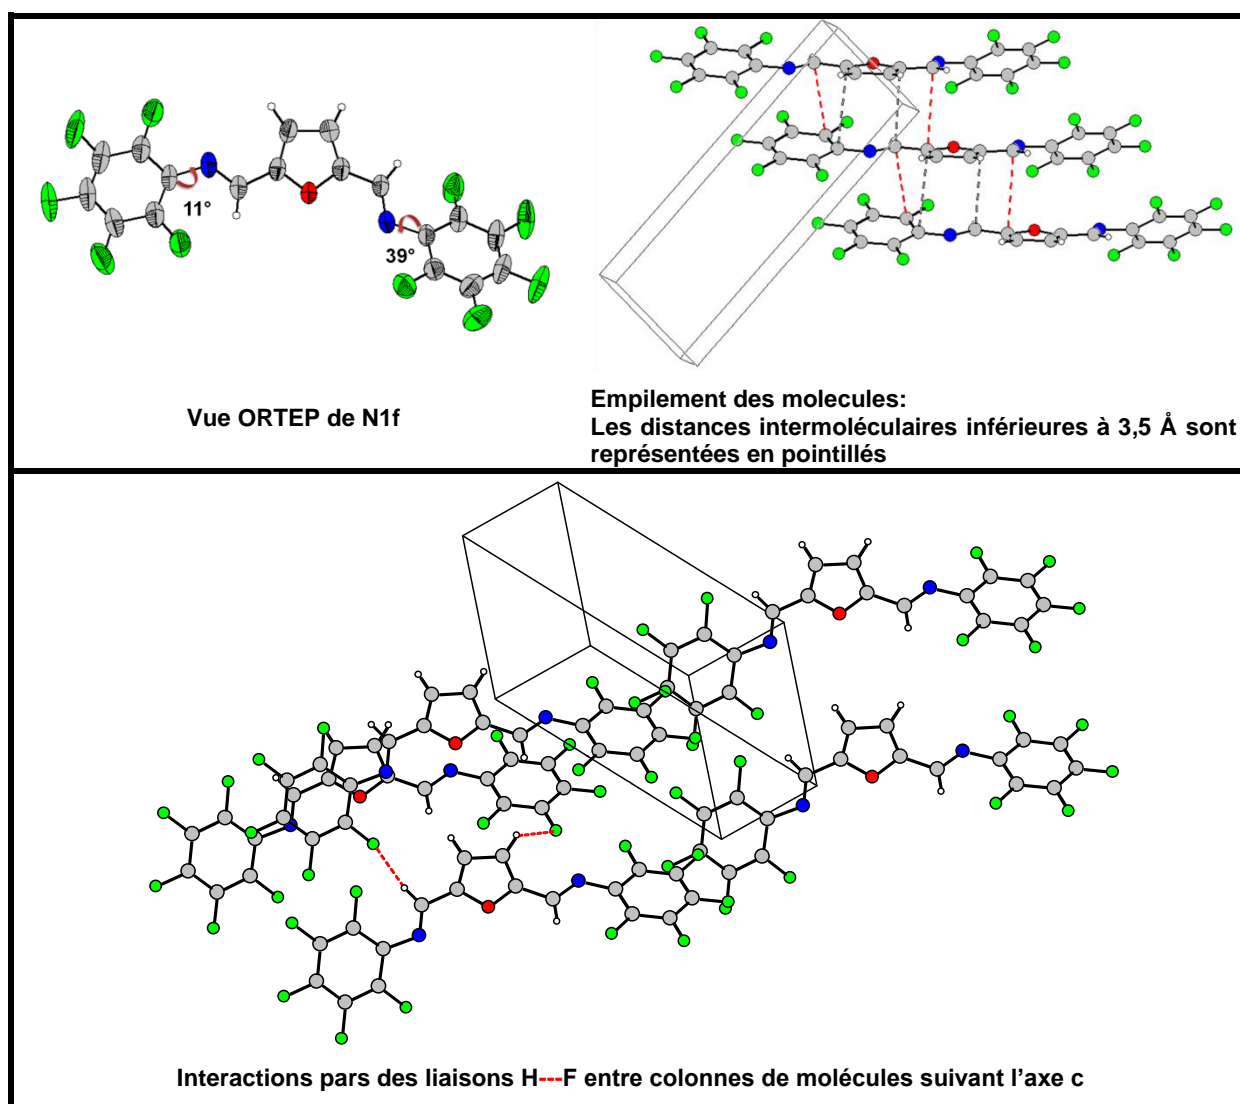 11°
39°
Vue ORTEP de N1f
Empilement des molecules:
Les distances intermoléculaires inférieures à 3,5 Å sont
représentées en pointillés
Interactions pars des liaisons H---F entre colonnes de molécules suivant l'axe c